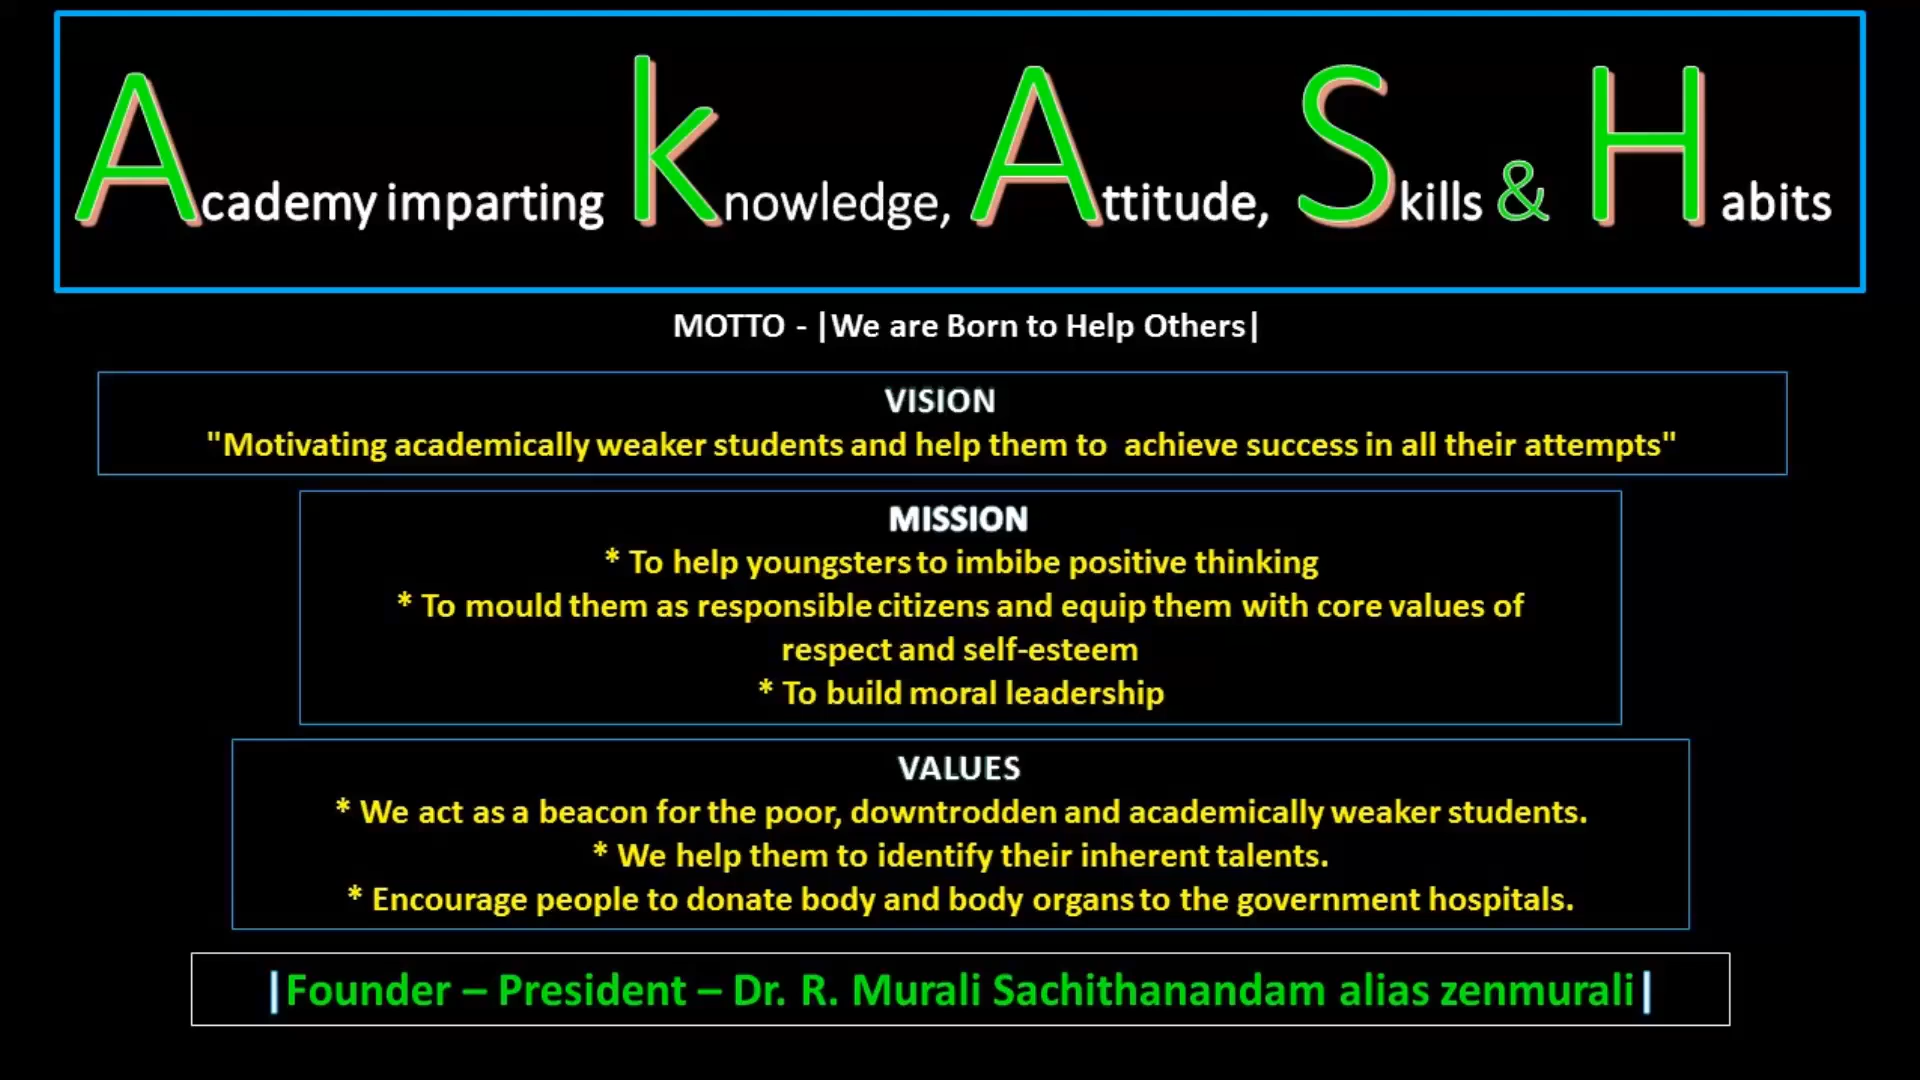 Academy imparting knowledge, Attitude, Skills & Habits
MOTTO - |We are Born to Help Others|
VISION
"Motivating academically weaker students and help them to achieve success in all their attempts"
MISSION
* To help youngsters to imbibe positive thinking
* To mould them as responsible citizens and equip them with core values of
respect and self-esteem
* To build moral leadership
VALUES
* We act as a beacon for the poor, downtrodden and academically weaker students.
* We help them to identify their inherent talents.
* Encourage people to donate body and body organs to the government hospitals.
|Founder – President – Dr. R. Murali Sachithanandam alias zenmurali|